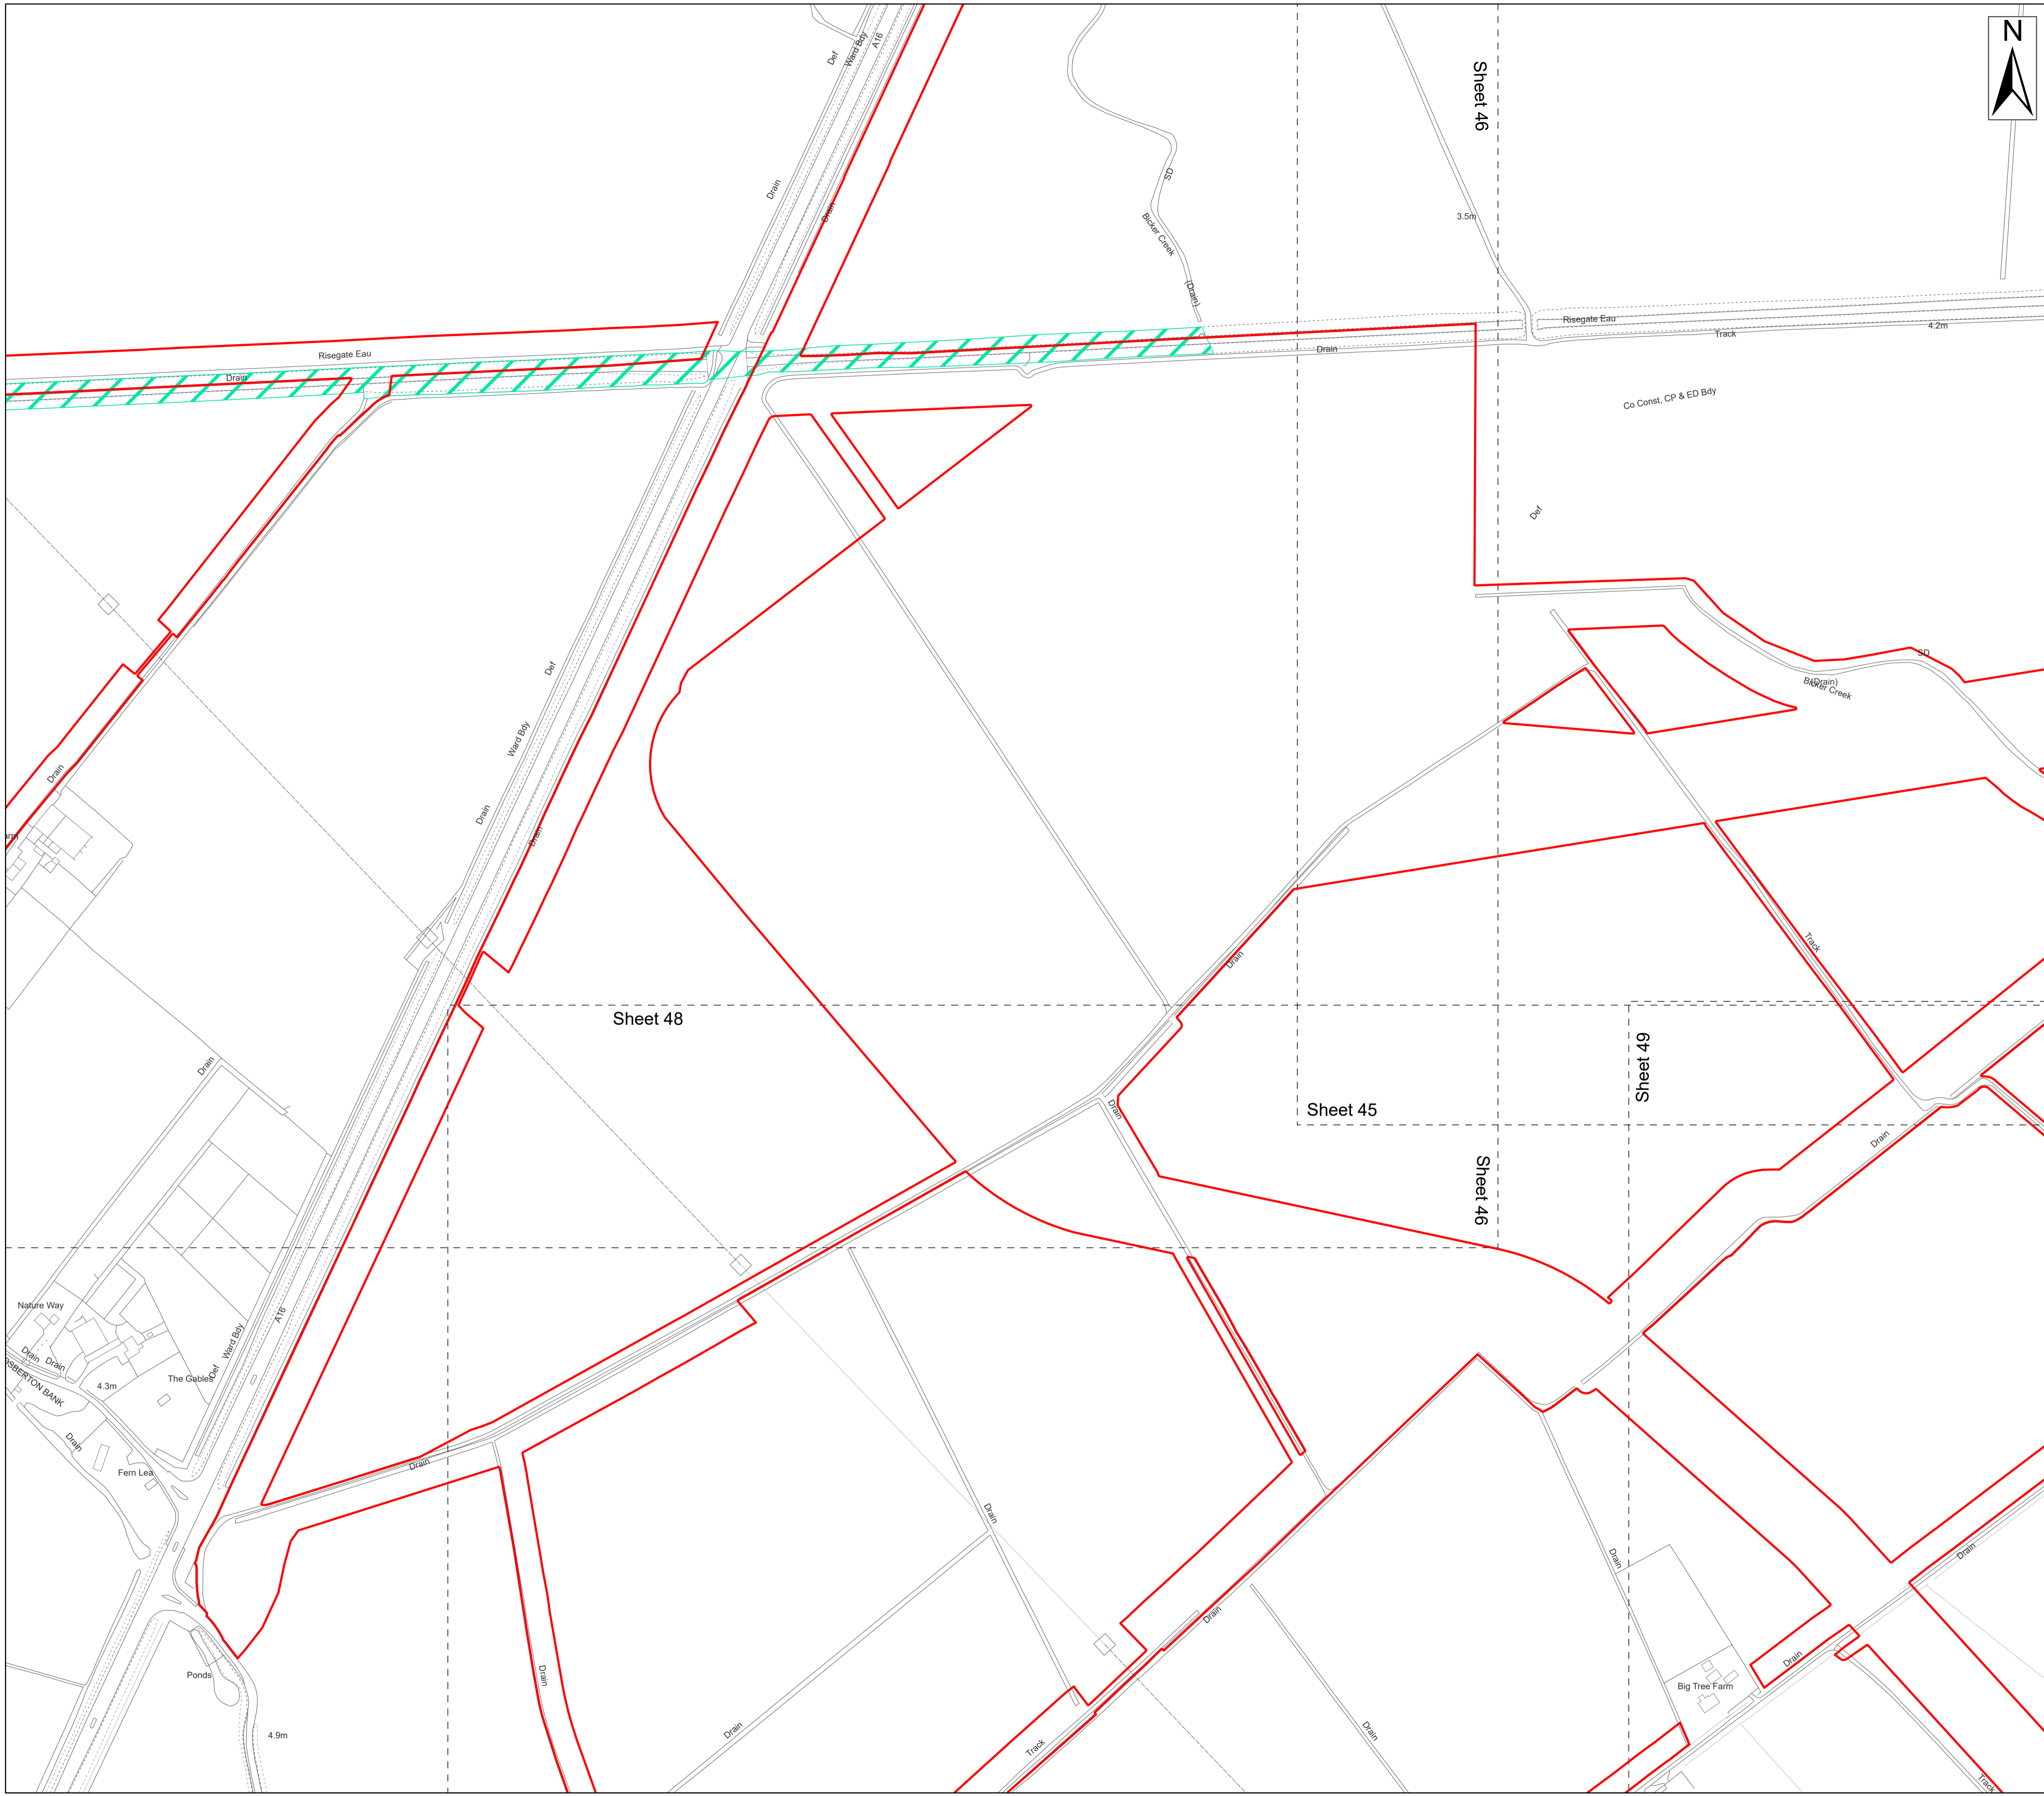 N
Def
Ward Bdy
A16
Sheet 46
Drain
Drain
SD
Bicker Creek
(Drain)
3.5m
Risegate Eau
Drain
Risegate Eau
Track
4.2m
Drain
Co Const, CP & ED Bdy
Def
SD
(Drain)
Bicker Creek
Def
Ward Bdy
Drain
Drain
Drain
Track
Drain
Sheet 48
Sheet 49
Drain
Drain
Sheet 45
Drain
Sheet 46
Nature Way
A16
Ward Bdy
Def
Drain
Drain
4.3m
The Gables
BERTON BANK
Drain
Fern Lea
Drain
Drain
Drain
Drain
Drain
Ponds
Drain
Drain
Big Tree Farm
4.9m
Drain
Drain
Track
Track